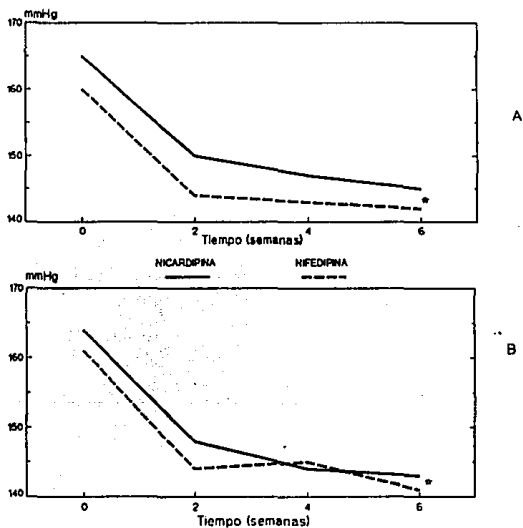 mmHg
170
160
150
140
0 2 4 6
Tiempo (semanas)
*
A
NICARDIPINA NIFEDIPINA
mmHg
170
160
150
140
0 2 4 6
Tiempo (semanas)
*
B